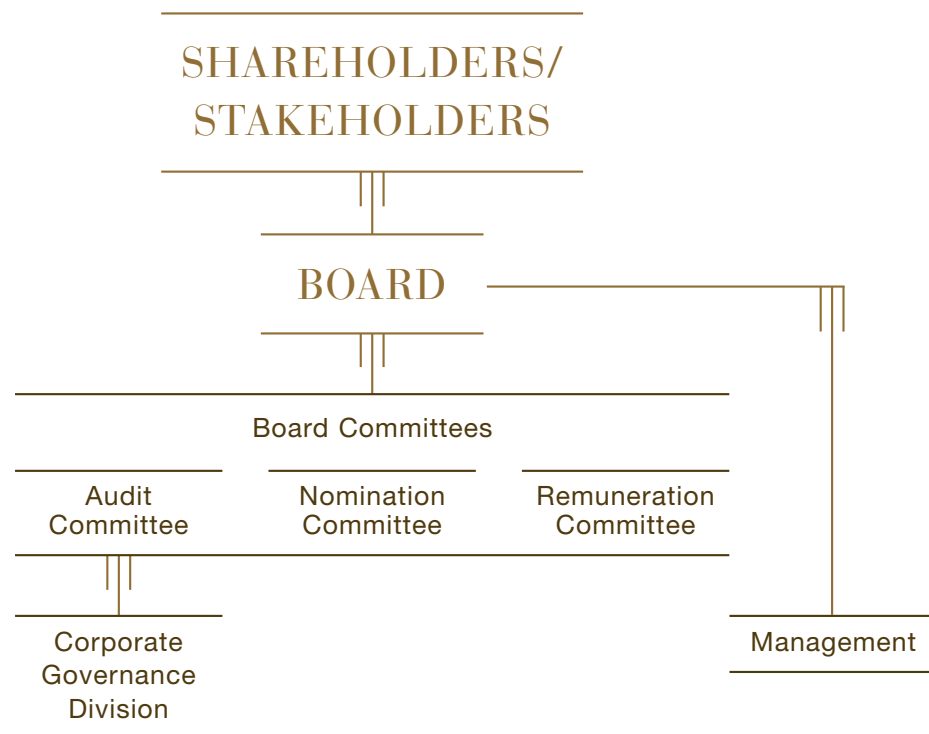 SHAREHOLDERS/
STAKEHOLDERS
BOARD
Board Committees
Audit
Committee
Nomination
Committee
Remuneration
Committee
Corporate
Governance
Division
Management